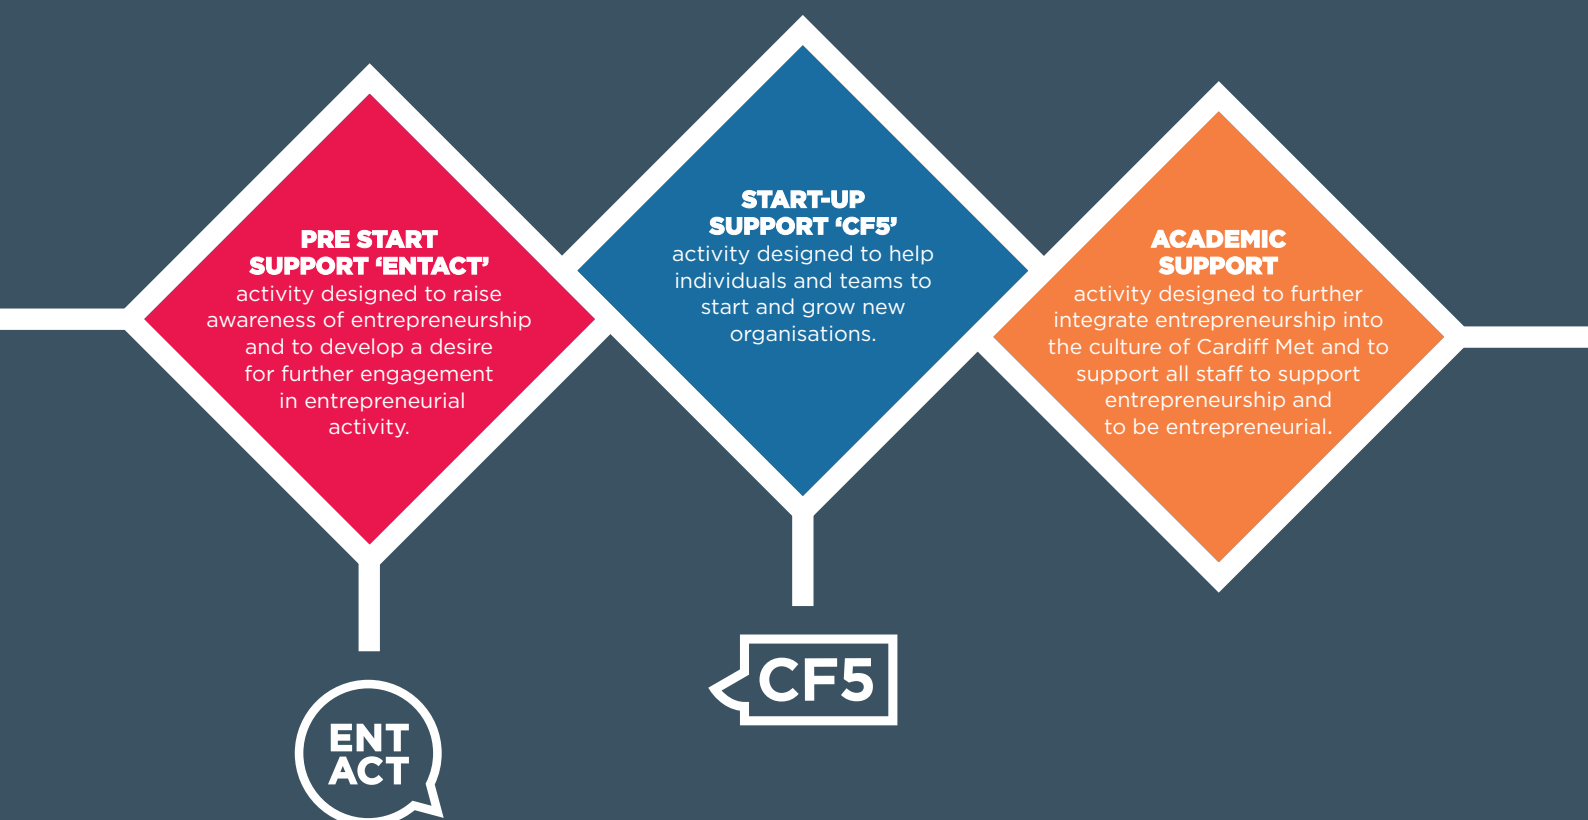 PRE START
SUPPORT ‘ENTACT’
activity designed to raise
awareness of entrepreneurship
and to develop a desire
for further engagement
in entrepreneurial
activity.
START-UP
SUPPORT ‘CF5’
activity designed to help
individuals and teams to
start and grow new
organisations.
ACADEMIC
SUPPORT
activity designed to further
integrate entrepreneurship into
the culture of Cardiff Met and to
support all staff to support
entrepreneurship and
to be entrepreneurial.
ENT
ACT
CF5